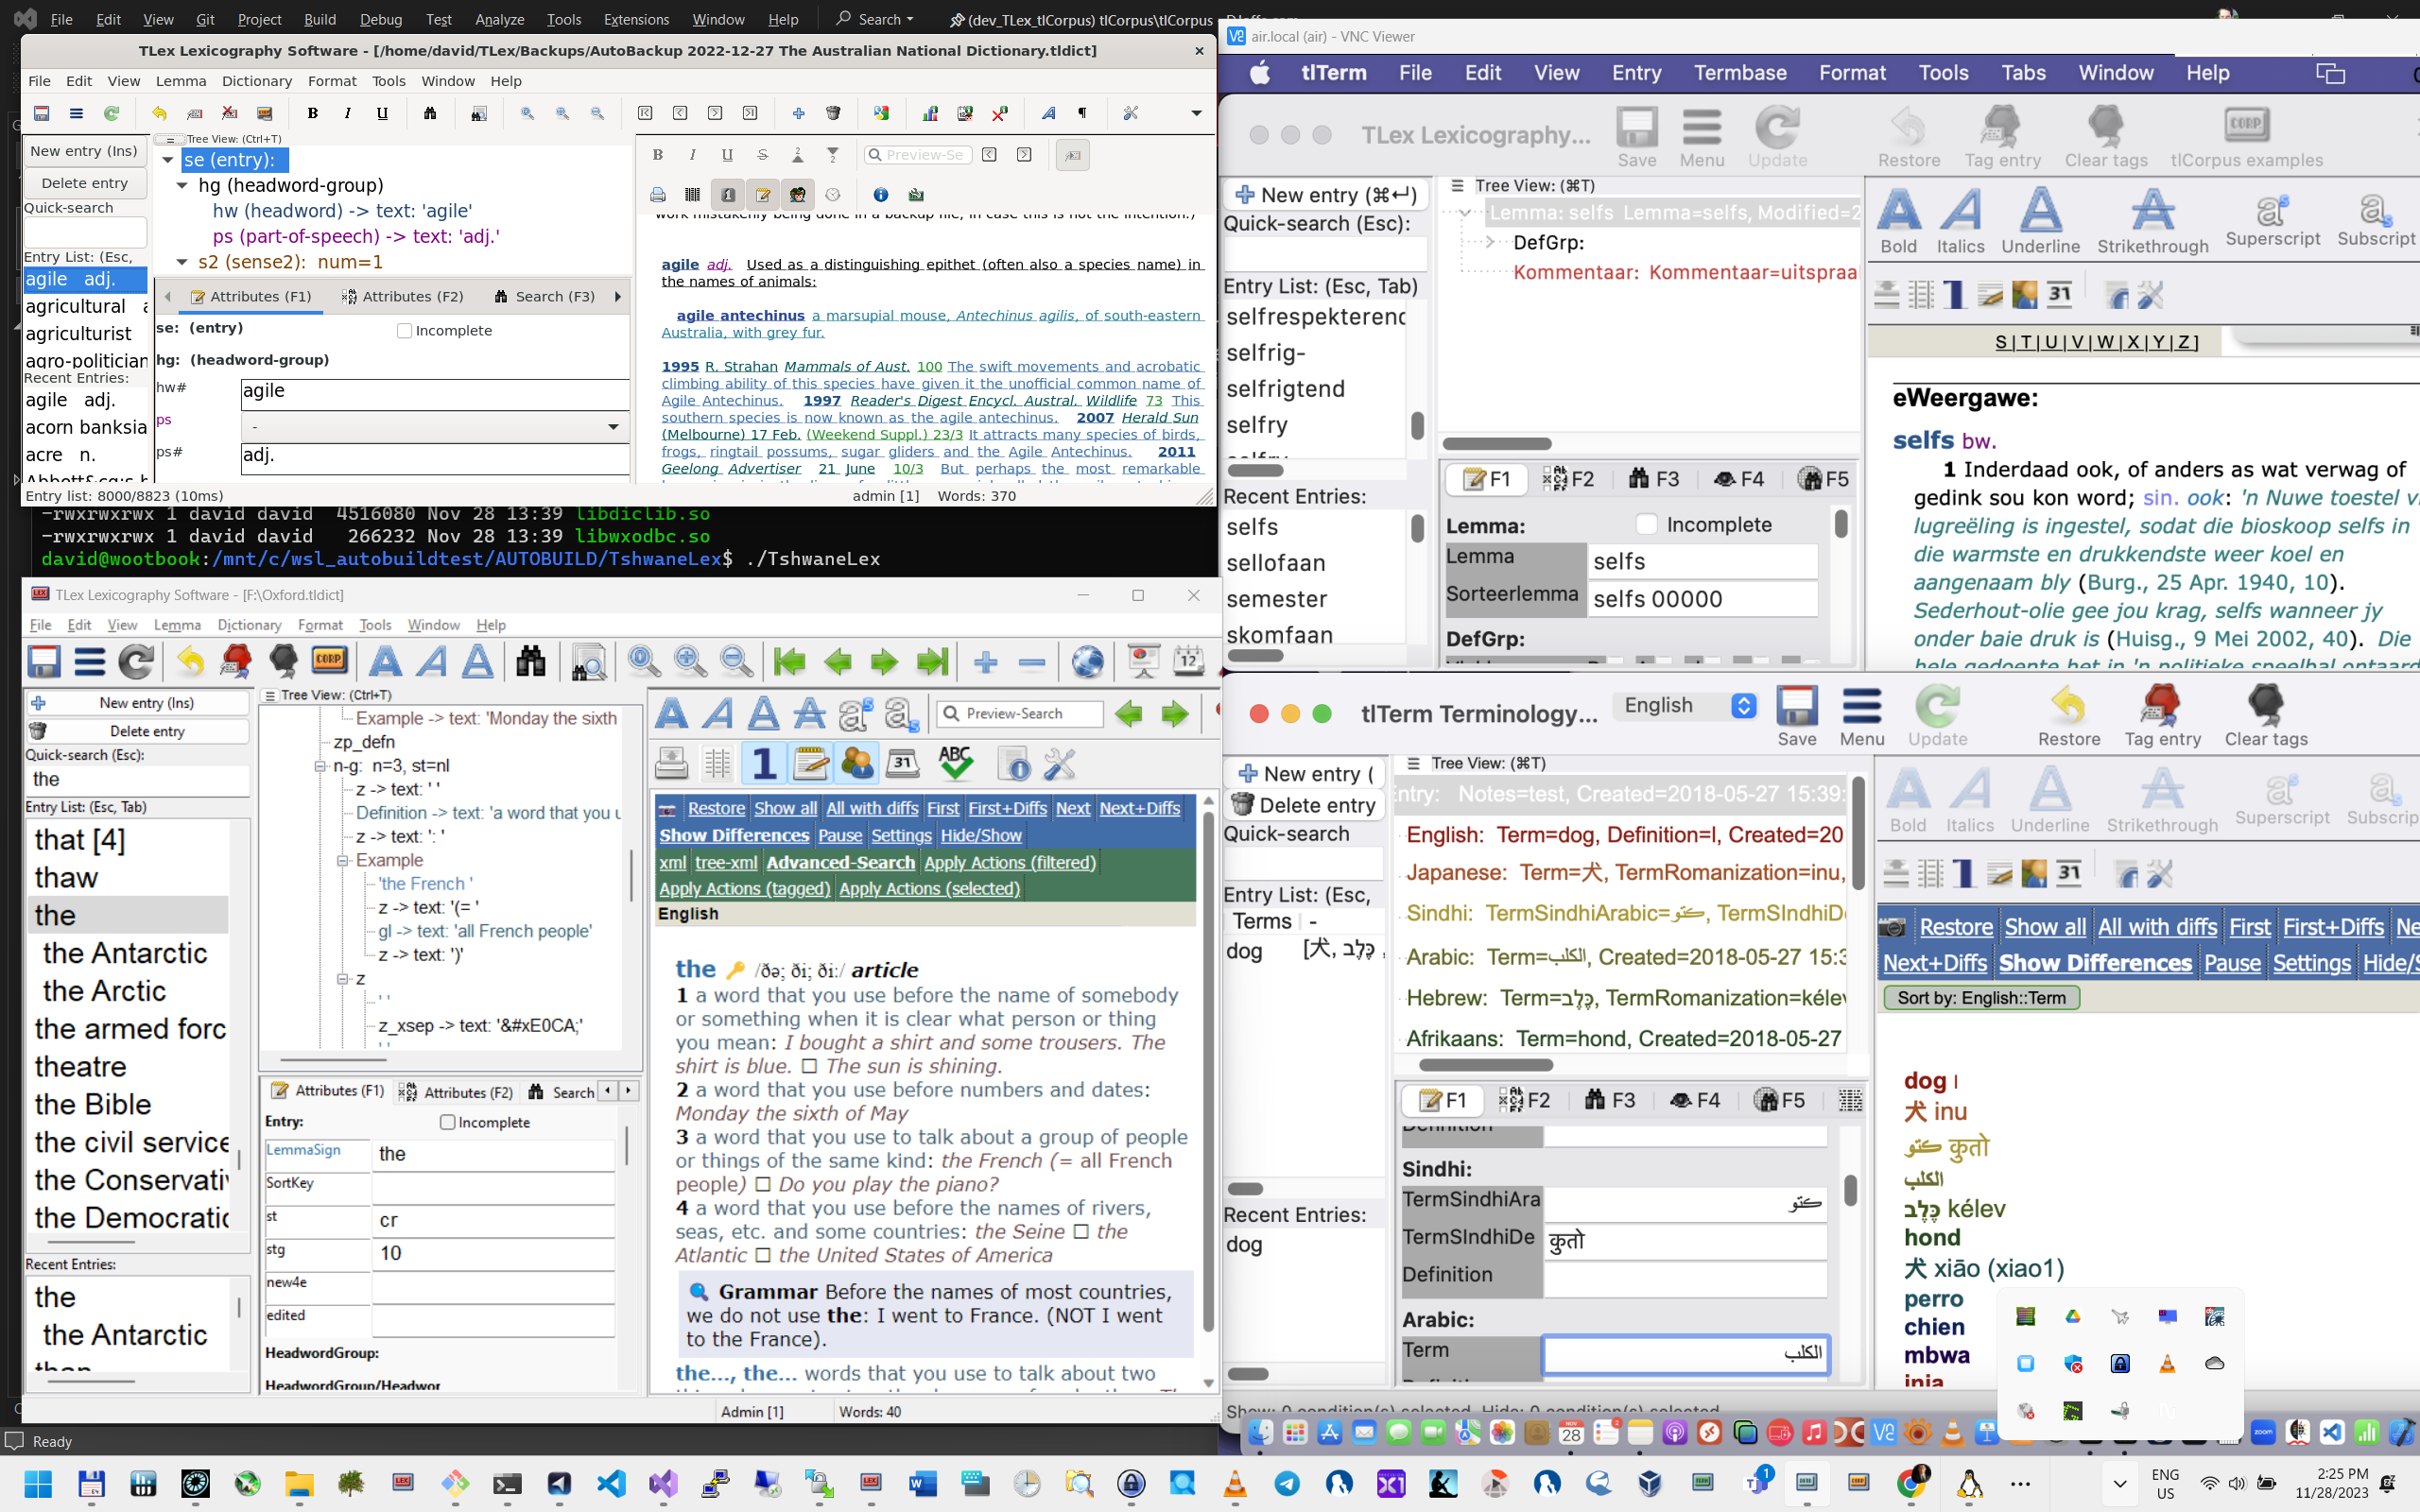 File Edit View Git Project Build Debug Test Analyze Tools Extensions Window Help Search (dev_TLex_tlCorpus) tlCorpus\tlCorpus
TLex Lexicography Software - [/home/david/TLex/Backups/AutoBackup 2022-12-27 The Australian National Dictionary.tldict]
File Edit View Lemma Dictionary Format Tools Window Help
New entry (Ins)
Delete entry
Quick-search
Entry List: (Esc,
agile adj.
agricultural a
agriculturist
agro-politician
Recent Entries:
agile adj.
acorn banksia
acre n.
Tree View: (Ctrl+T)
se (entry):
hg (headword-group)
hw (headword) -> text: 'agile'
ps (part-of-speech) -> text: 'adj.'
s2 (sense2): num=1
Attributes (F1) Attributes (F2) Search (F3)
se: (entry) Incomplete
hg: (headword-group)
hw# agile
ps -
ps# adj.
Preview-Se
work mistakenly being done in a backup file, in case this is not the intention.)
agile adj. Used as a distinguishing epithet (often also a species name) in
the names of animals:
agile antechinus a marsupial mouse, Antechinus agilis, of south-eastern
Australia, with grey fur.
1995 R. Strahan Mammals of Aust. 100 The swift movements and acrobatic
climbing ability of this species have given it the unofficial common name of
Agile Antechinus. 1997 Reader's Digest Encycl. Austral. Wildlife 73 This
southern species is now known as the agile antechinus. 2007 Herald Sun
(Melbourne) 17 Feb. (Weekend Suppl.) 23/3 It attracts many species of birds,
frogs, ringtail possums, sugar gliders and the Agile Antechinus. 2011
Geelong Advertiser 21 June 10/3 But perhaps the most remarkable
Entry list: 8000/8823 (10ms) admin [1] Words: 370
-rwxrwxrwx 1 david david 4516080 Nov 28 13:39 libdiclib.so
-rwxrwxrwx 1 david david 266232 Nov 28 13:39 libwxodbc.so
david@wootbook:/mnt/c/wsl_autobuildtest/AUTOBUILD/TshwaneLex$ ./TshwaneLex
TLex Lexicography Software - [F:\Oxford.tldict]
File Edit View Lemma Dictionary Format Tools Window Help
CORP 12
New entry (Ins)
Delete entry
Quick-search (Esc):
the
Entry List: (Esc, Tab)
that [4]
thaw
the
the Antarctic
the Arctic
the armed forc
theatre
the Bible
the civil service
the Conservativ
the Democratic
Recent Entries:
the
the Antarctic
than
Tree View: (Ctrl+T)
Example -> text: 'Monday the sixth
zp_defn
n-g: n=3, st=nl
z -> text: ' '
Definition -> text: 'a word that you u
z -> text: ': '
Example
'the French '
z -> text: '(= '
gl -> text: 'all French people'
z -> text: ')'
z
' '
z_xsep -> text: '&#xE0CA;'
' '
Attributes (F1) Attributes (F2) Search
Entry: Incomplete
LemmaSign the
SortKey
st cr
stg 10
new4e
edited
HeadwordGroup:
HeadwordGroup/Headwor
Preview-Search
1 31 ABC
Restore Show all All with diffs First First+Diffs Next Next+Diffs
Show Differences Pause Settings Hide/Show
xml tree-xml Advanced-Search Apply Actions (filtered)
Apply Actions (tagged) Apply Actions (selected)
English
the /ðə; ði; ðiː/ article
1 a word that you use before the name of somebody
or something when it is clear what person or thing
you mean: I bought a shirt and some trousers. The
shirt is blue. ☐ The sun is shining.
2 a word that you use before numbers and dates:
Monday the sixth of May
3 a word that you use to talk about a group of people
or things of the same kind: the French (= all French
people) ☐ Do you play the piano?
4 a word that you use before the names of rivers,
seas, etc. and some countries: the Seine ☐ the
Atlantic ☐ the United States of America
Grammar Before the names of most countries,
we do not use the: I went to France. (NOT I went
to the France).
the..., the... words that you use to talk about two
Admin [1] Words: 40
Ready
air.local (air) - VNC Viewer
tlTerm File Edit View Entry Termbase Format Tools Tabs Window Help
TLex Lexicography... Save Menu Update Restore Tag entry Clear tags tlCorpus examples
New entry (⌘↵)
Quick-search (Esc):
Entry List: (Esc, Tab)
selfrespekterend
selfrig-
selfrigtend
selfry
Recent Entries:
selfs
sellofaan
semester
skomfaan
Tree View: (⌘T)
Lemma: selfs Lemma=selfs, Modified=2
DefGrp:
Kommentaar: Kommentaar=uitspraa
F1 F2 F3 F4 F5
Lemma: Incomplete
Lemma selfs
Sorteerlemma selfs 00000
DefGrp:
Bold Italics Underline Strikethrough Superscript Subscript
1 31
S | T | U | V | W | X | Y | Z ]
eWeergawe:
selfs bw.
1 Inderdaad ook, of anders as wat verwag of
gedink sou kon word; sin. ook: 'n Nuwe toestel v
lugreëling is ingestel, sodat die bioskoop selfs in
die warmste en drukkendste weer koel en
aangenaam bly (Burg., 25 Apr. 1940, 10).
Sederhout-olie gee jou krag, selfs wanneer jy
onder baie druk is (Huisg., 9 Mei 2002, 40). Die
hele gedoente het in 'n politieke speelbal ontaard
tlTerm Terminology... English Save Menu Update Restore Tag entry Clear tags
New entry (
Delete entry
Quick-search
Entry List: (Esc,
Terms -
dog [犬, כֶּלֶב,
Recent Entries:
dog
Tree View: (⌘T)
Entry: Notes=test, Created=2018-05-27 15:39:
English: Term=dog, Definition=l, Created=20
Japanese: Term=犬, TermRomanization=inu,
Sindhi: TermSindhiArabic=ڪتو, TermSIndhiDe
Arabic: Term=الكلب, Created=2018-05-27 15:3
Hebrew: Term=כֶּלֶב, TermRomanization=kélev
Afrikaans: Term=hond, Created=2018-05-27
F1 F2 F3 F4 F5
Definition
Sindhi:
TermSindhiAra ڪتو
TermSIndhiDe कुतो
Definition
Arabic:
Term الكلب
Bold Italics Underline Strikethrough Superscript Subscrip
1 31
Restore Show all All with diffs First First+Diffs Ne
Next+Diffs Show Differences Pause Settings Hide/S
Sort by: English::Term
dog l
犬 inu
ڪتو कुतो
الكلب
כֶּלֶב kélev
hond
犬 xiāo (xiao1)
perro
chien
mbwa
inja
Show: 0 condition(s) selected, Hide: 0 condition(s) selected
NOV 28
zoom
ENG
US
2:25 PM
11/28/2023